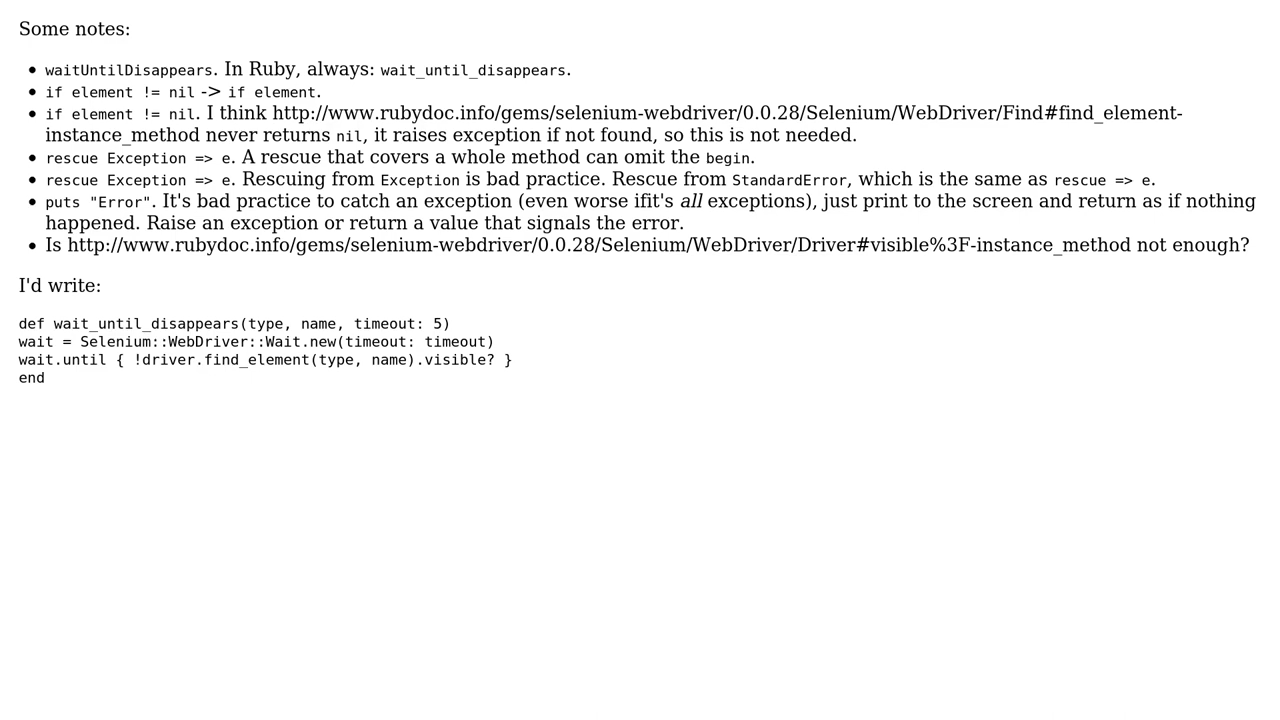 Some notes:
waitUntilDisappears. In Ruby, always: wait_until_disappears.
if element != nil -> if element.
if element != nil. I think http://www.rubydoc.info/gems/selenium-webdriver/0.0.28/Selenium/WebDriver/Find#find_element-
instance_method never returns nil, it raises exception if not found, so this is not needed.
rescue Exception => e. A rescue that covers a whole method can omit the begin.
rescue Exception => e. Rescuing from Exception is bad practice. Rescue from StandardError, which is the same as rescue => e.
puts "Error". It's bad practice to catch an exception (even worse ifit's all exceptions), just print to the screen and return as if nothing
happened. Raise an exception or return a value that signals the error.
Is http://www.rubydoc.info/gems/selenium-webdriver/0.0.28/Selenium/WebDriver/Driver#visible%3F-instance_method not enough?
I'd write:
def wait_until_disappears(type, name, timeout: 5)
wait = Selenium::WebDriver::Wait.new(timeout: timeout)
wait.until { !driver.find_element(type, name).visible? }
end